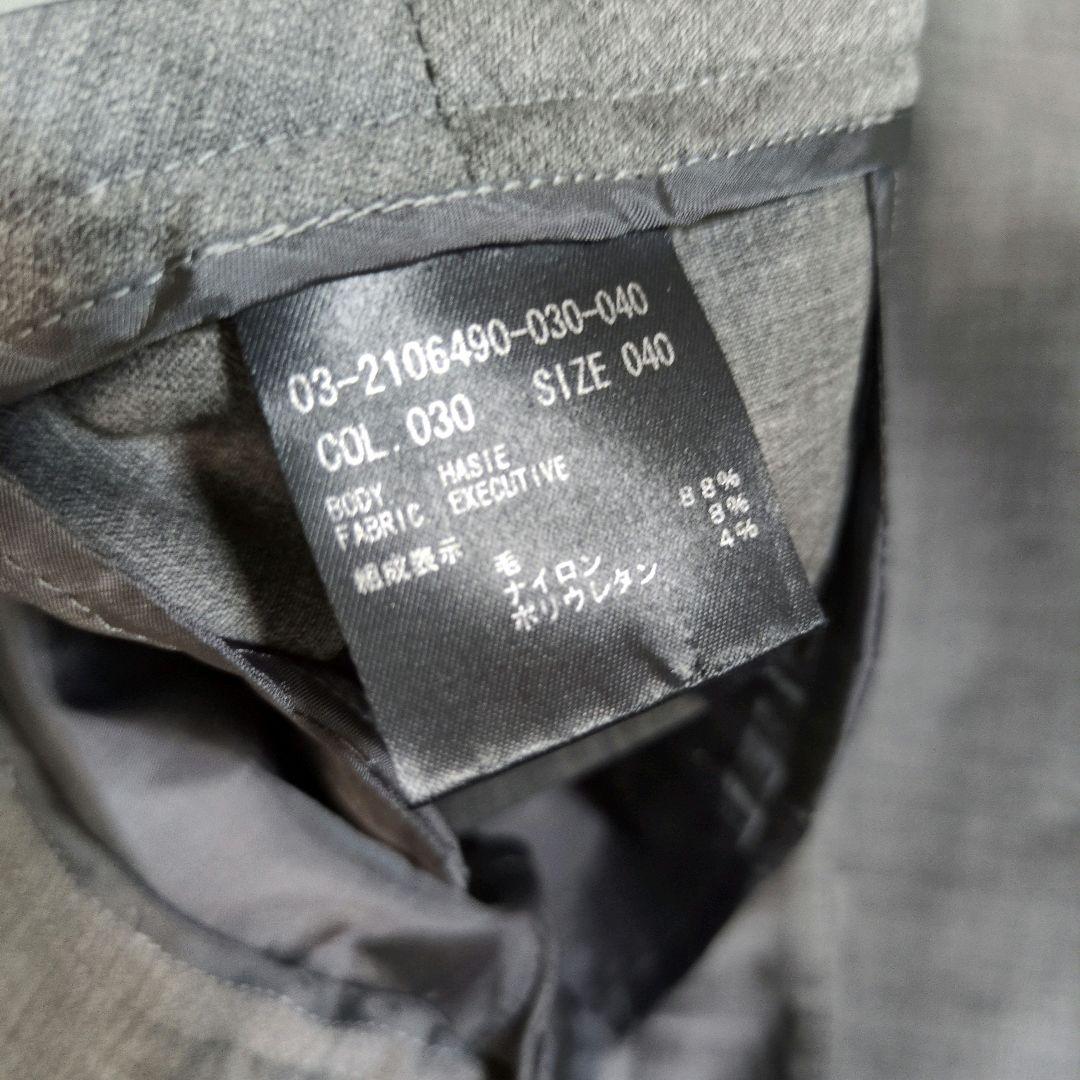 03-2106490-030-040
COL.030 SIZE 040
BODY HASIE
FABRIC EXECUTIVE
組成表示 毛 88%
ナイロン 8%
ポリウレタン 4%